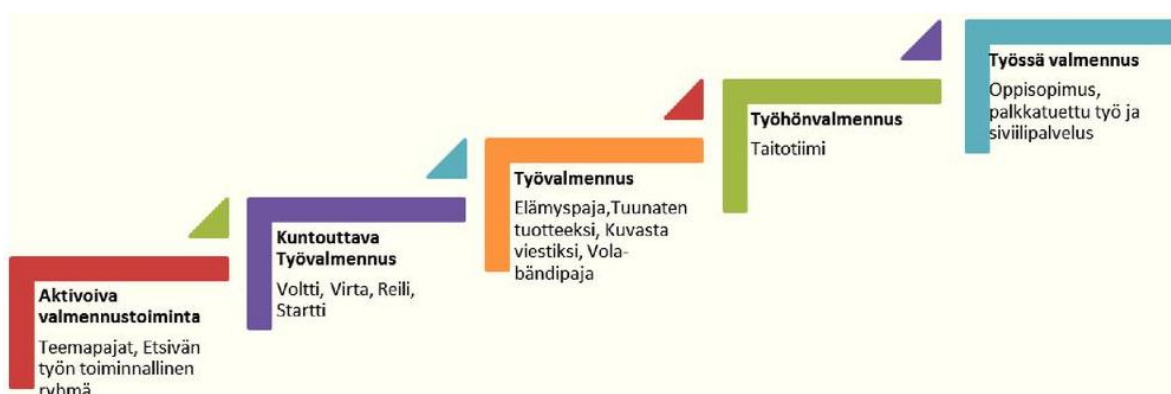 Aktivoiva
valmennustoiminta
Teemapajat, Etsivän
työn toiminnallinen
ryhmä
Kuntouttava
Työvalmennus
Voltti, Virta, Reili,
Startti
Työvalmennus
Elämyspaja,Tuunaten
tuotteeksi, Kuvasta
viestiksi, Vola-
bändipaja
Työhönvalmennus
Taitotiimi
Työssä valmennus
Oppisopimus,
palkkatuettu työ ja
siviilipalvelus